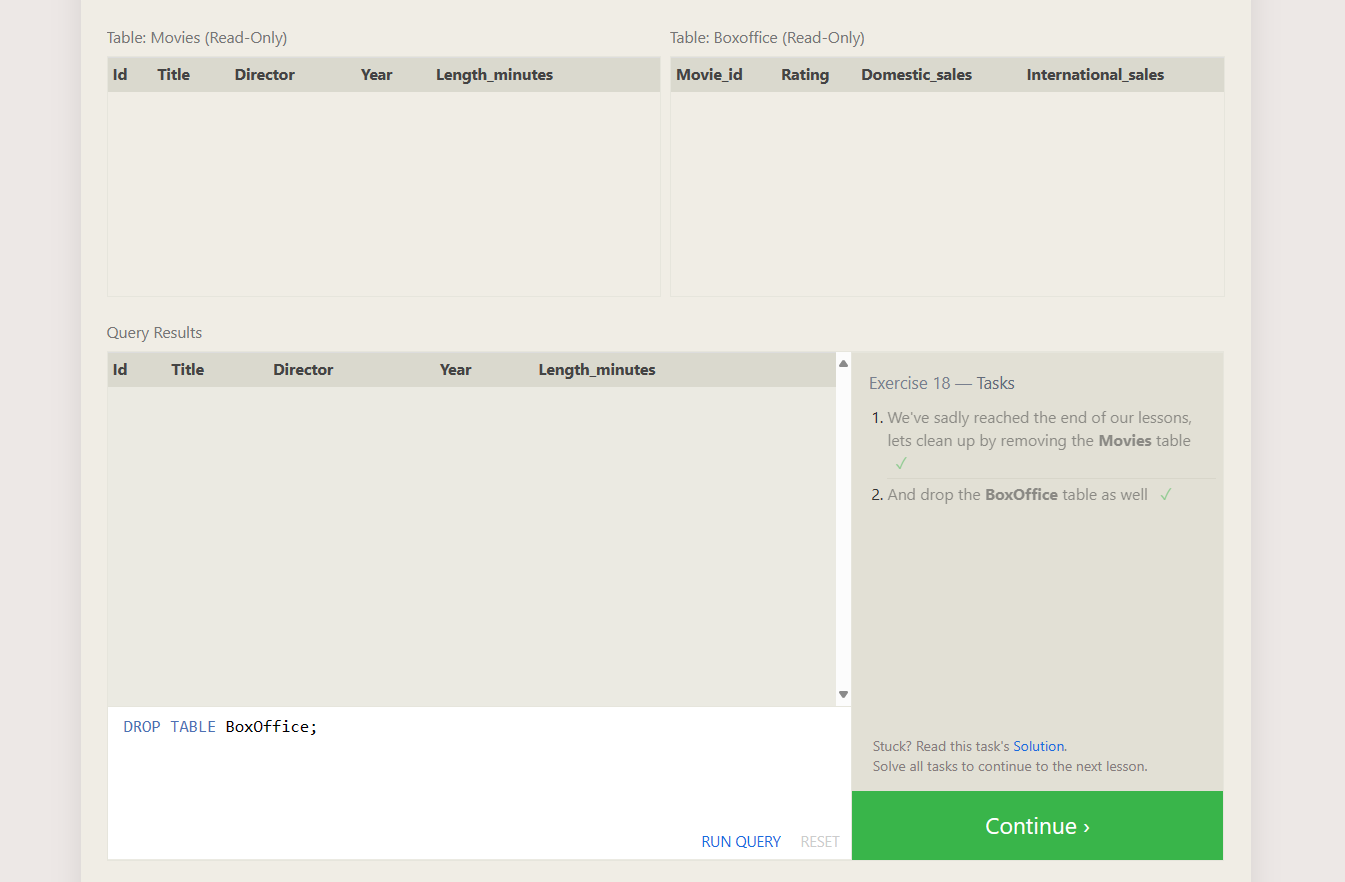 Table: Movies (Read-Only)
Id Title Director Year Length_minutes
Table: Boxoffice (Read-Only)
Movie_id Rating Domestic_sales International_sales
Query Results
Id Title Director Year Length_minutes
DROP TABLE BoxOffice;
RUN QUERY RESET
Exercise 18 — Tasks
1. We've sadly reached the end of our lessons,
lets clean up by removing the Movies table
✓
2. And drop the BoxOffice table as well ✓
Stuck? Read this task's Solution.
Solve all tasks to continue to the next lesson.
Continue ›